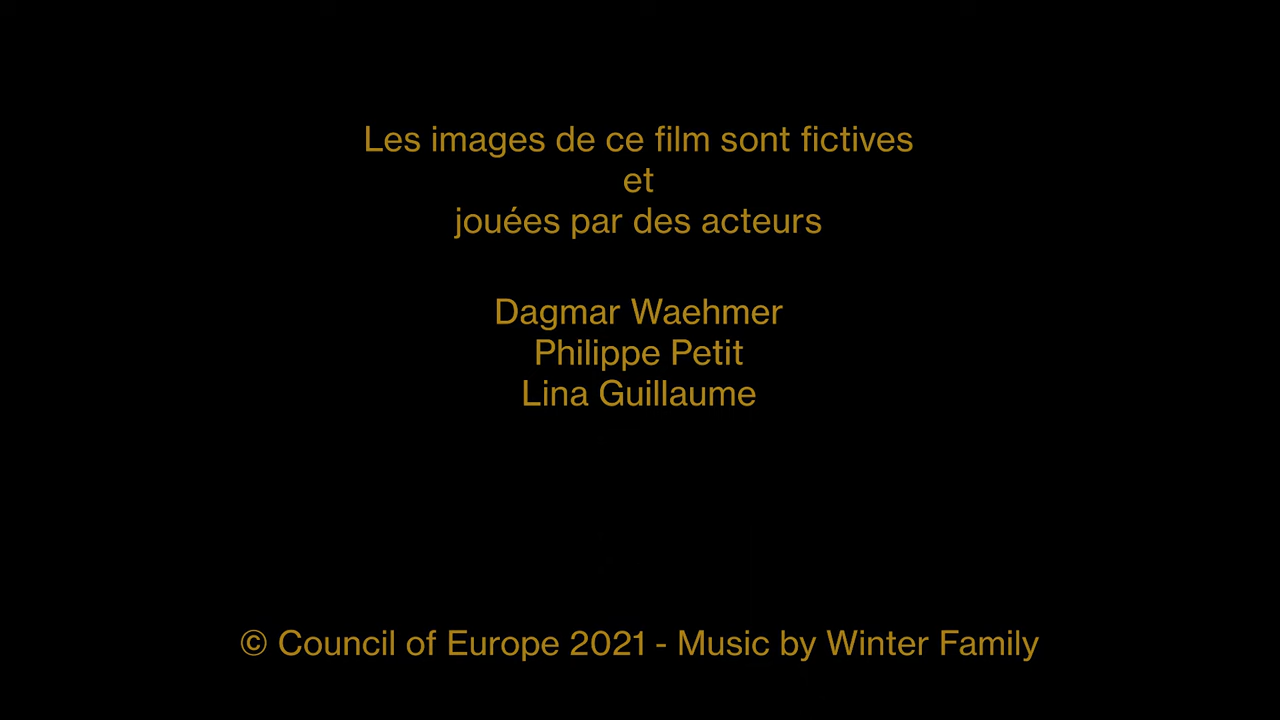 Les images de ce film sont fictives
et
jouées par des acteurs
Dagmar Waehmer
Philippe Petit
Lina Guillaume
© Council of Europe 2021 - Music by Winter Family